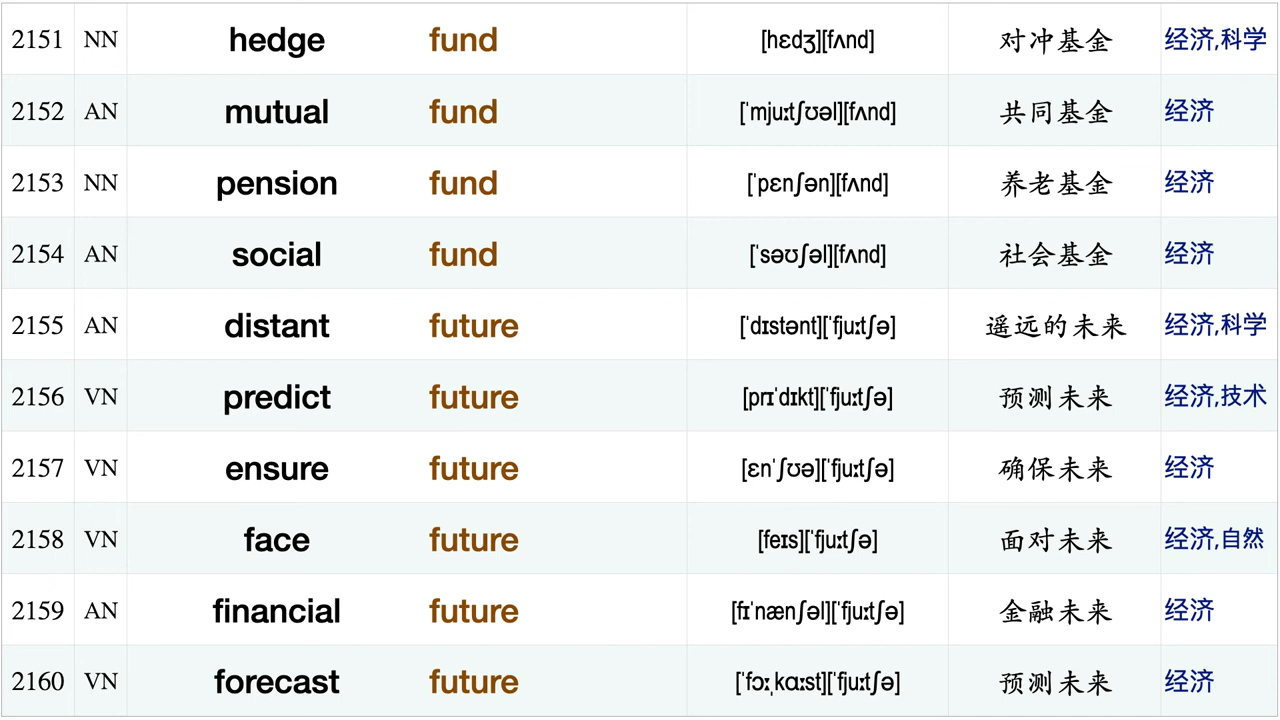 2151 NN hedge fund [hɛdʒ][fʌnd] 对冲基金 经济,科学
2152 AN mutual fund [ˈmjuːtʃʊəl][fʌnd] 共同基金 经济
2153 NN pension fund [ˈpɛnʃən][fʌnd] 养老基金 经济
2154 AN social fund [ˈsəʊʃəl][fʌnd] 社会基金 经济
2155 AN distant future [ˈdɪstənt][ˈfjuːtʃə] 遥远的未来 经济,科学
2156 VN predict future [prɪˈdɪkt][ˈfjuːtʃə] 预测未来 经济,技术
2157 VN ensure future [ɛnˈʃʊə][ˈfjuːtʃə] 确保未来 经济
2158 VN face future [feɪs][ˈfjuːtʃə] 面对未来 经济,自然
2159 AN financial future [fɪˈnænʃəl][ˈfjuːtʃə] 金融未来 经济
2160 VN forecast future [ˈfɔːˌkɑːst][ˈfjuːtʃə] 预测未来 经济